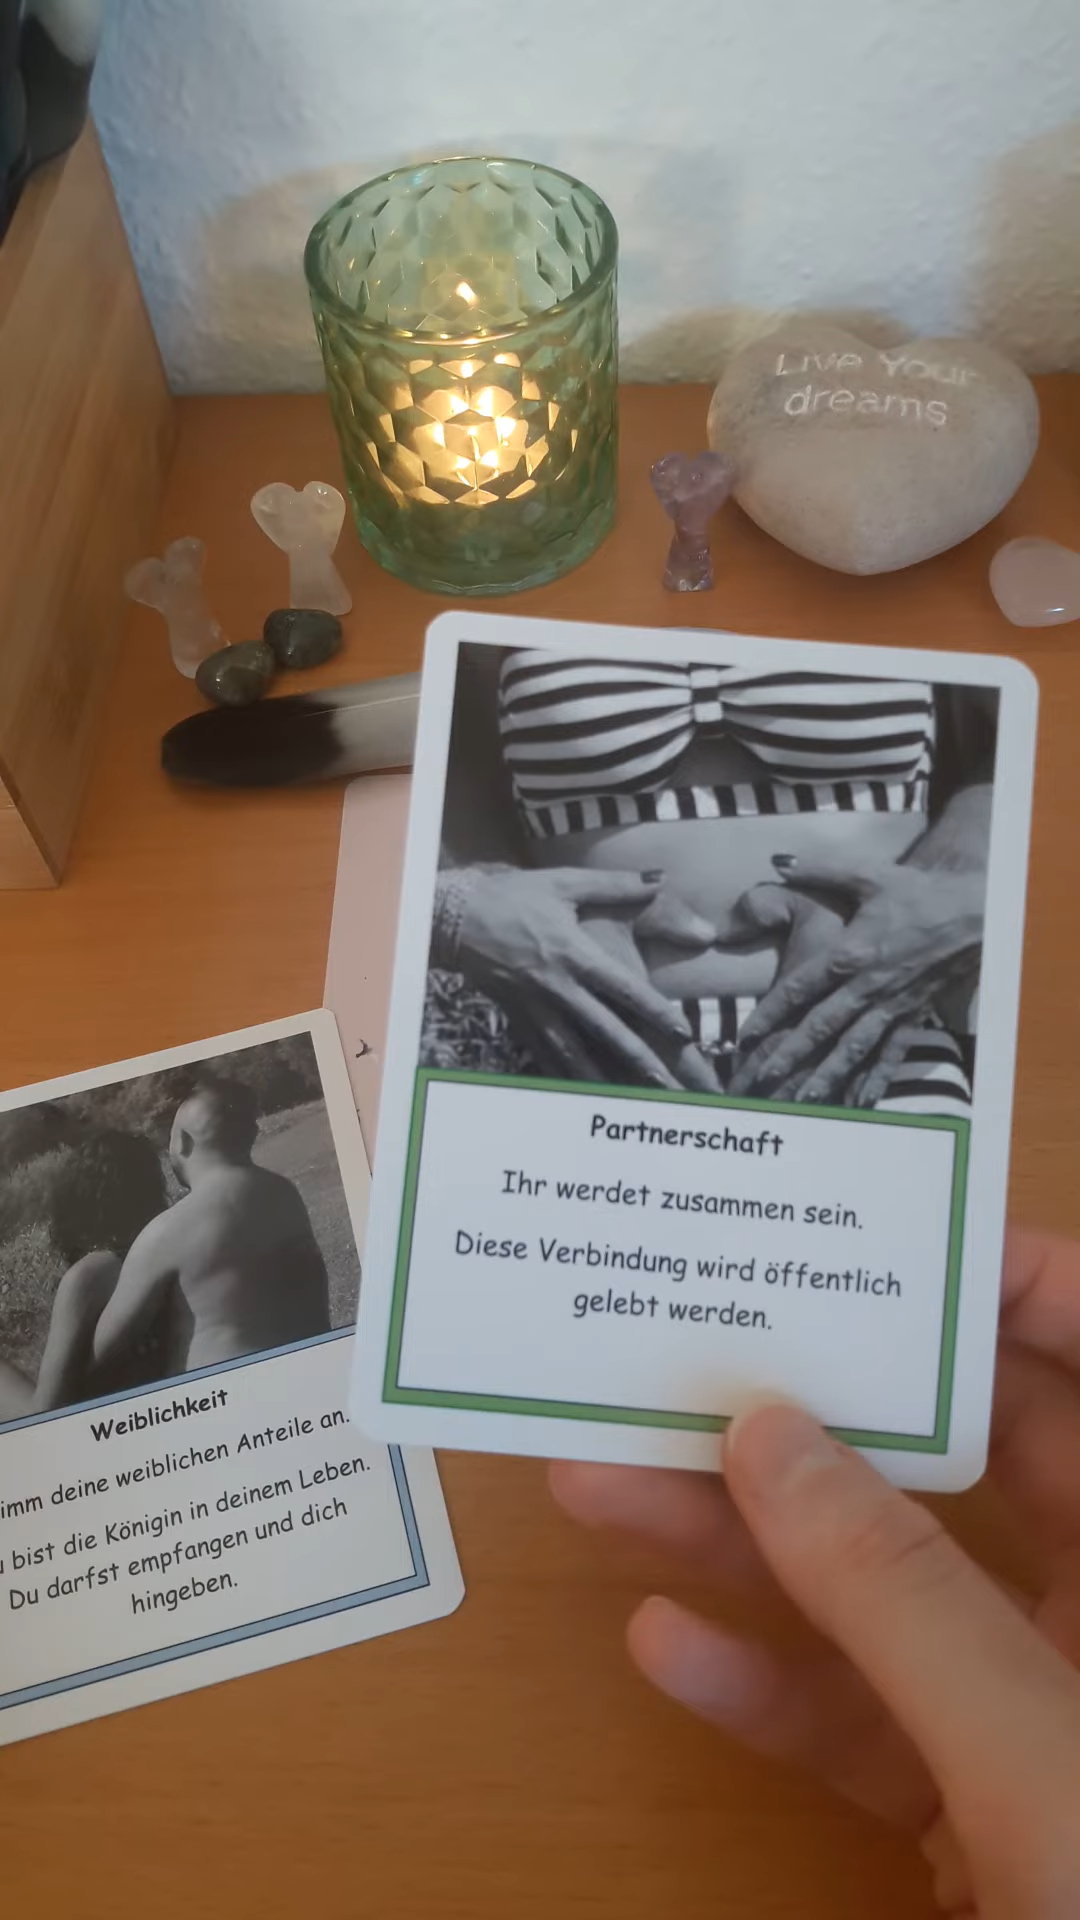 Live Your
dreams
Partnerschaft
Ihr werdet zusammen sein.
Diese Verbindung wird öffentlich
gelebt werden.
Weiblichkeit
imm deine weiblichen Anteile an.
u bist die Königin in deinem Leben.
Du darfst empfangen und dich
hingeben.